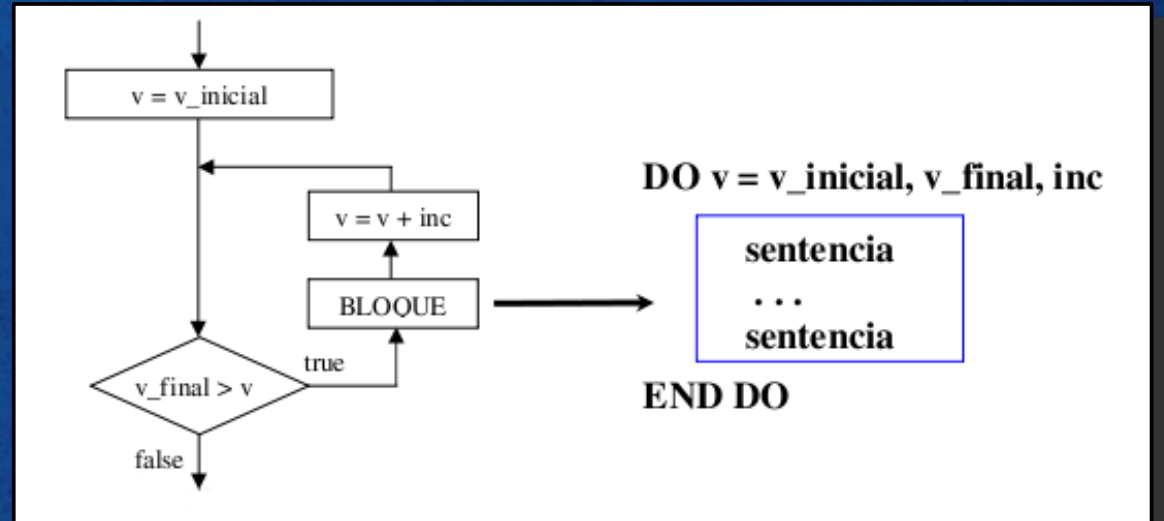 v = v_inicial
v = v + inc
BLOQUE
true
v_final > v
false
DO v = v_inicial, v_final, inc
sentencia
. . .
sentencia
END DO